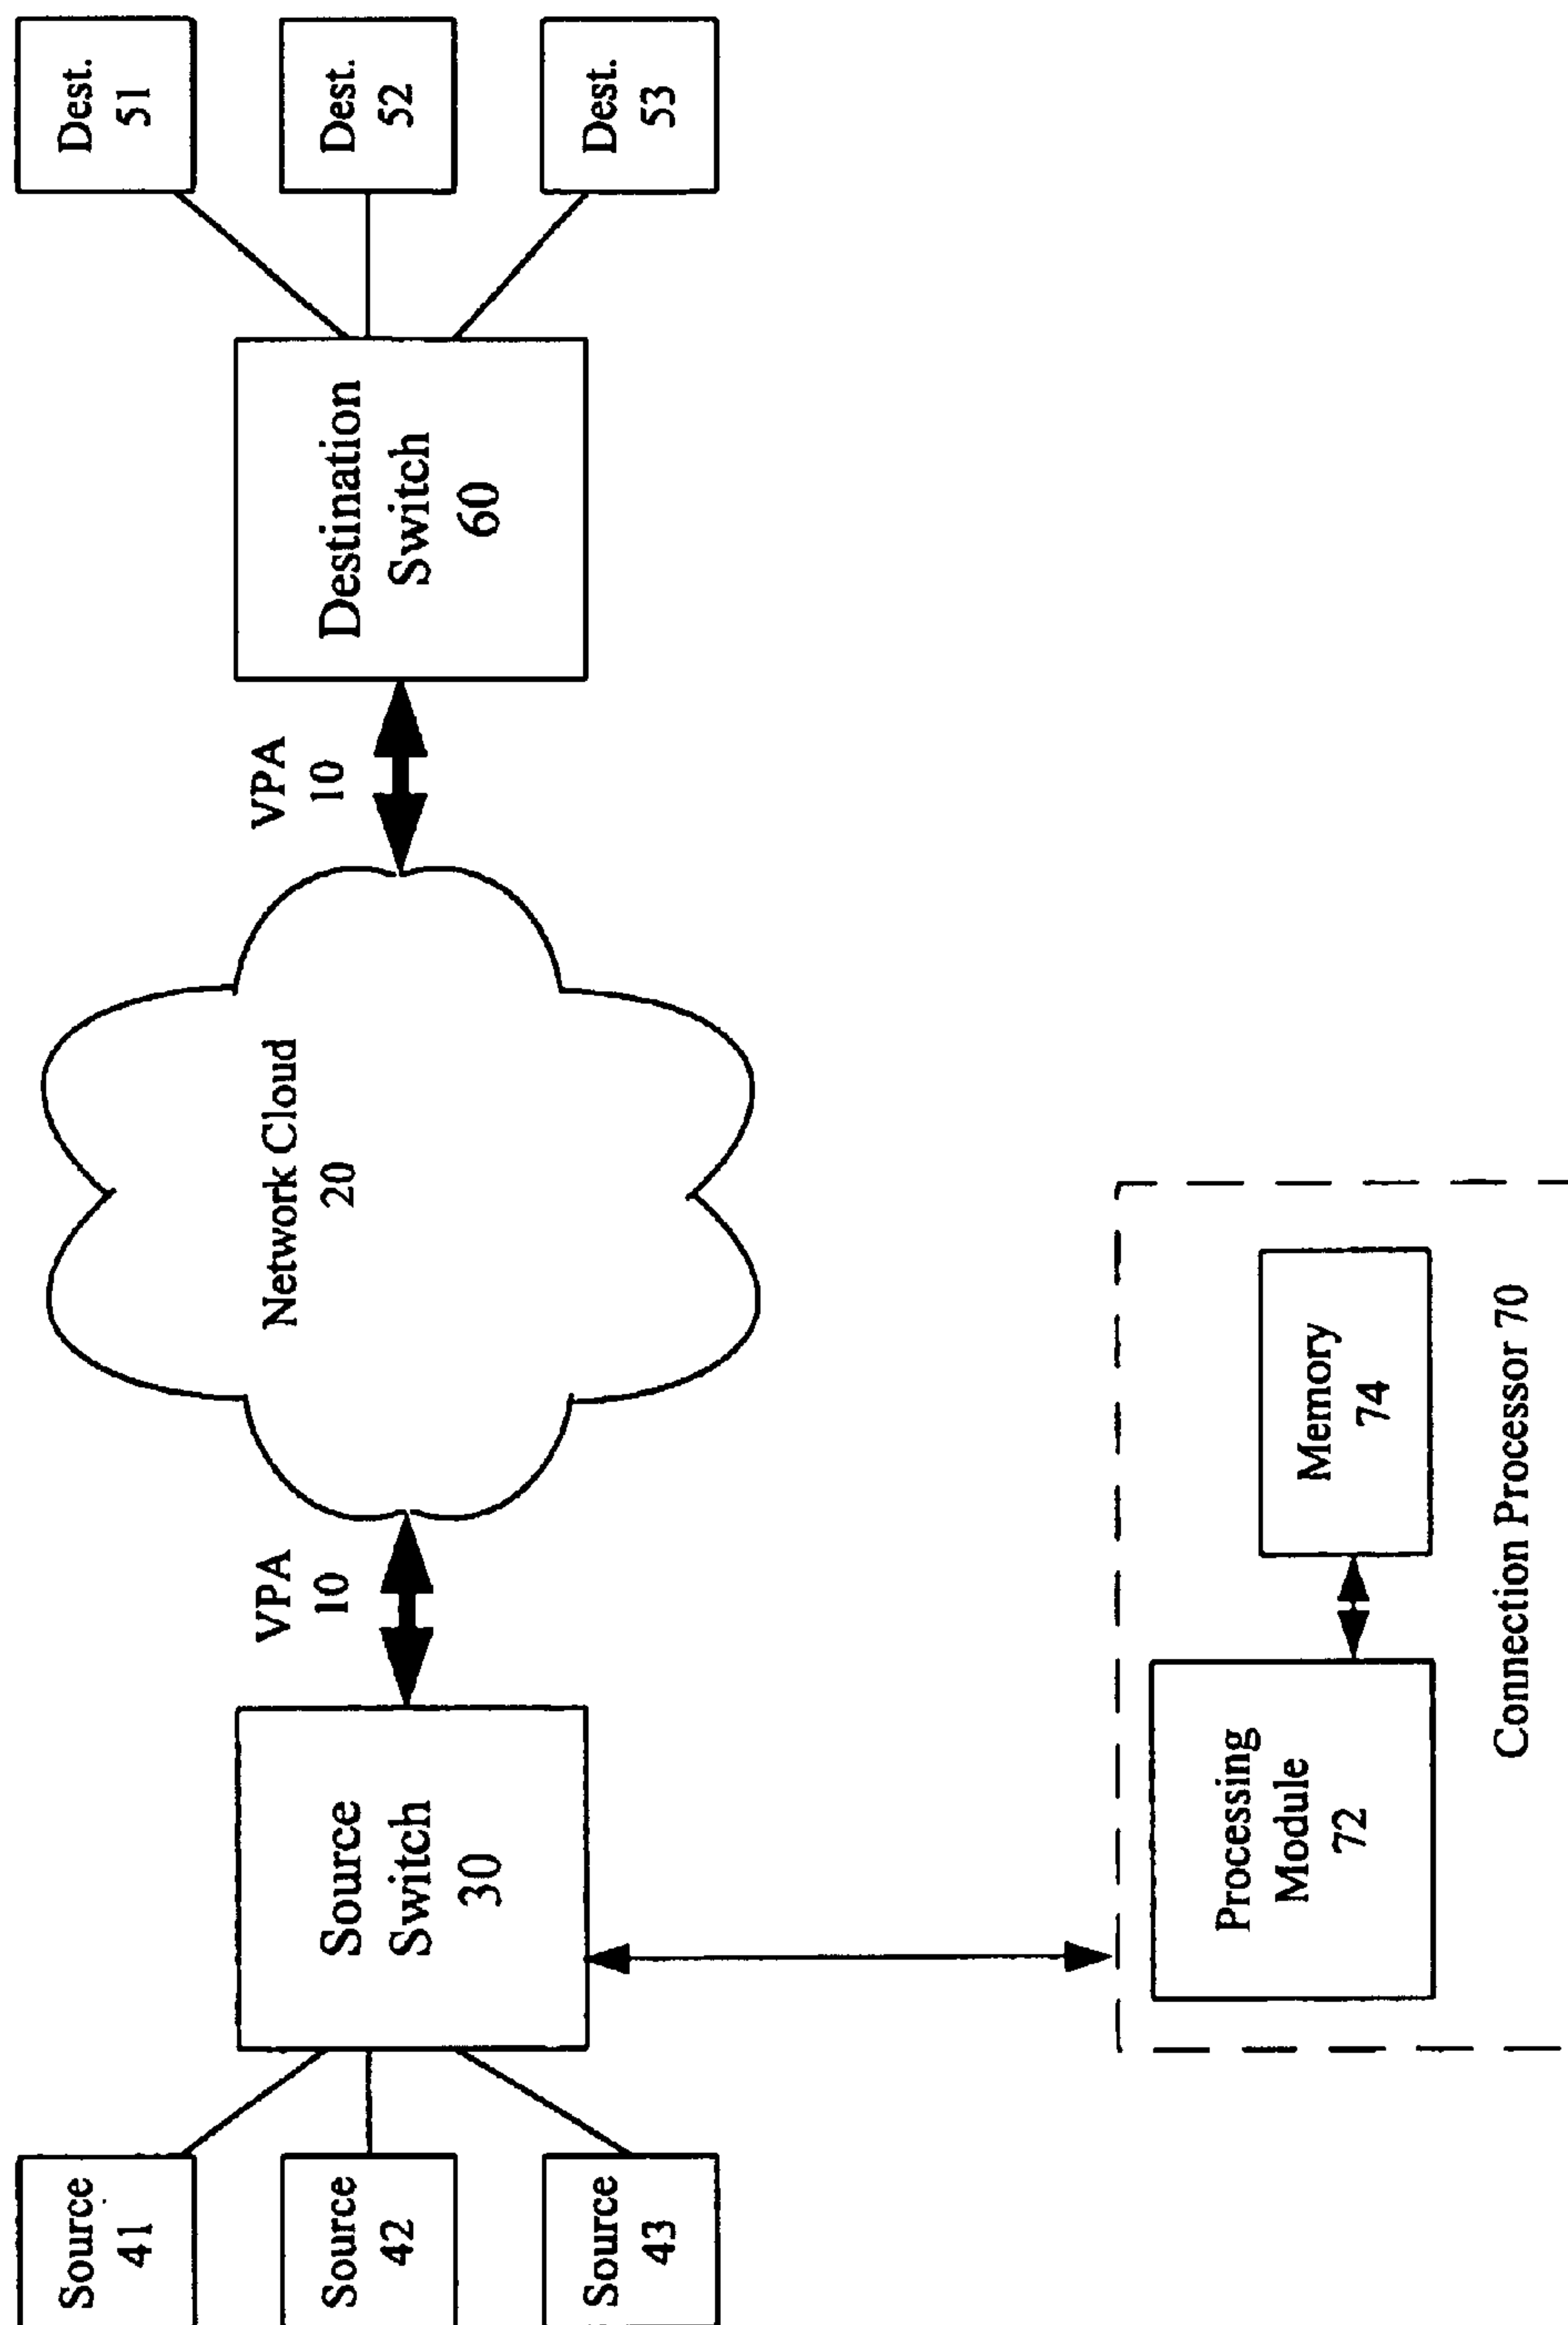 Source
41
Source
42
Source
43
Source
Switch
30
VPA
10
Network Cloud
20
VPA
10
Destination
Switch
60
Dest.
51
Dest.
52
Dest.
53
Processing
Module
72
Memory
74
Connection Processor 70